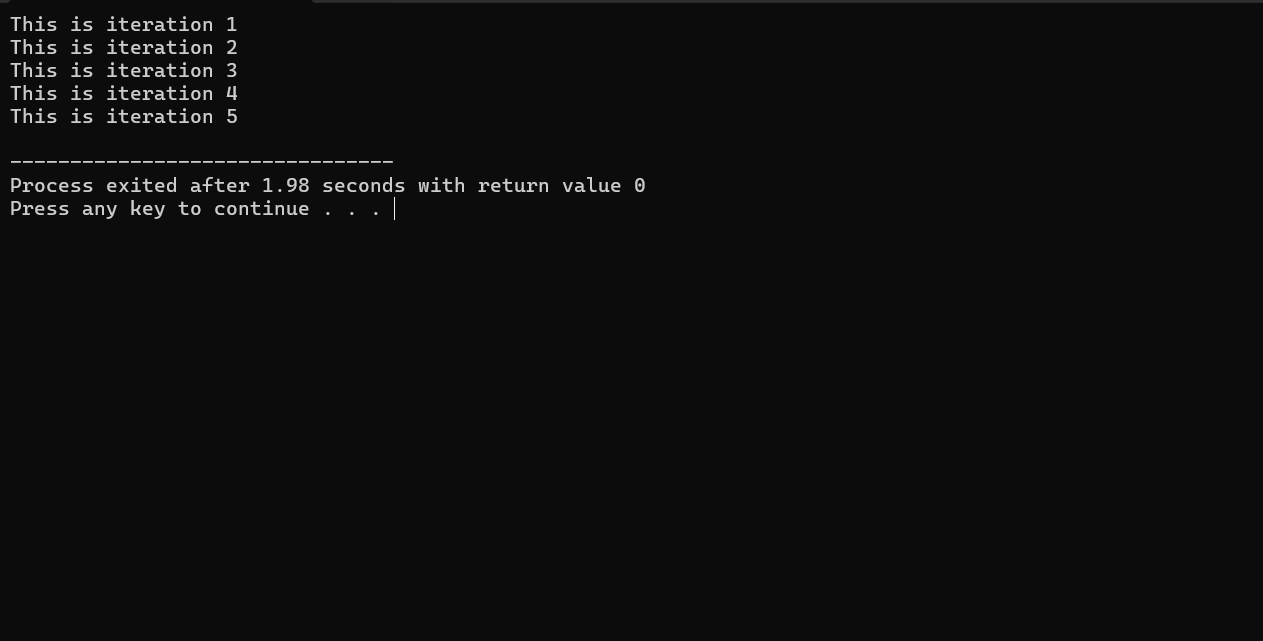 This is iteration 1
This is iteration 2
This is iteration 3
This is iteration 4
This is iteration 5
--------------------------------
Process exited after 1.98 seconds with return value 0
Press any key to continue . . .